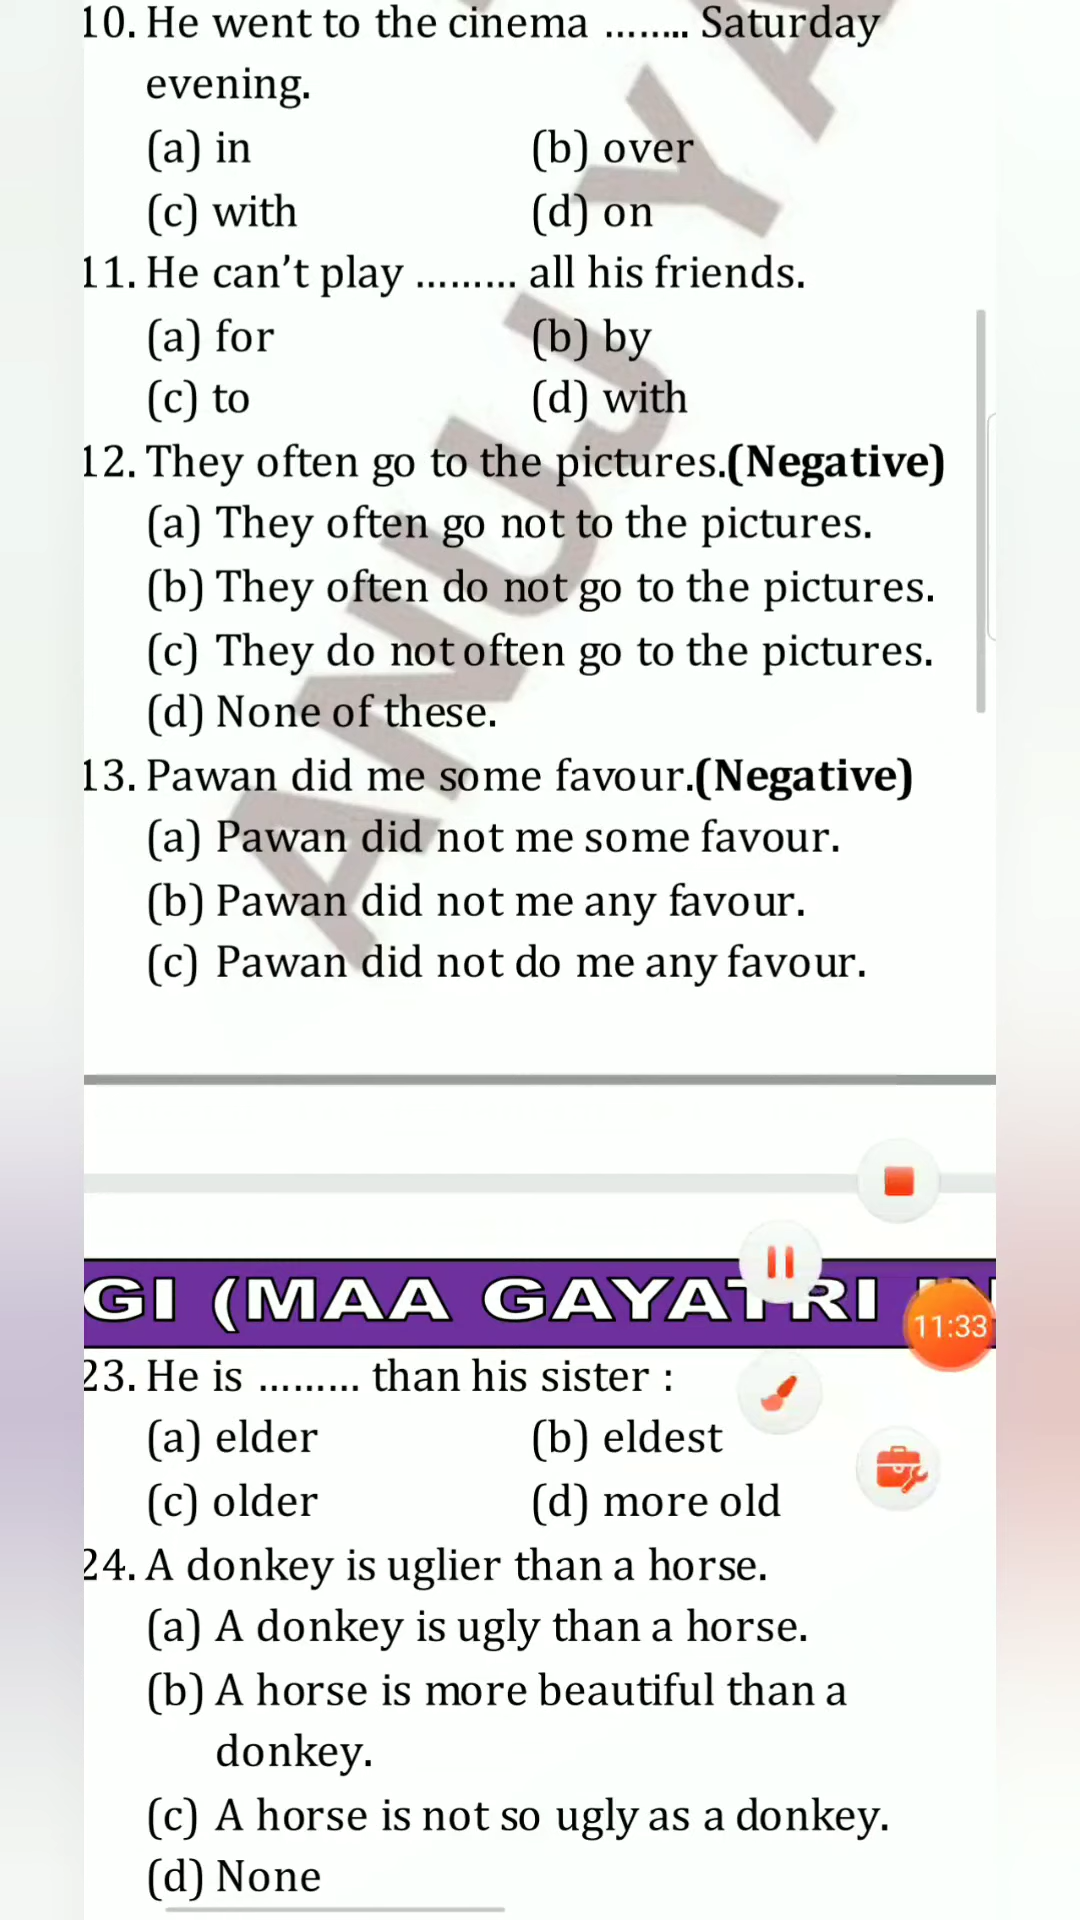 10. He went to the cinema ........ Saturday
evening.
(a) in (b) over
(c) with (d) on
11. He can't play ......... all his friends.
(a) for (b) by
(c) to (d) with
12. They often go to the pictures.(Negative)
(a) They often go not to the pictures.
(b) They often do not go to the pictures.
(c) They do not often go to the pictures.
(d) None of these.
13. Pawan did me some favour.(Negative)
(a) Pawan did not me some favour.
(b) Pawan did not me any favour.
(c) Pawan did not do me any favour.
GI (MAA GAYATRI
11:33
23. He is ......... than his sister :
(a) elder (b) eldest
(c) older (d) more old
24. A donkey is uglier than a horse.
(a) A donkey is ugly than a horse.
(b) A horse is more beautiful than a
donkey.
(c) A horse is not so ugly as a donkey.
(d) None
ANUJ YA